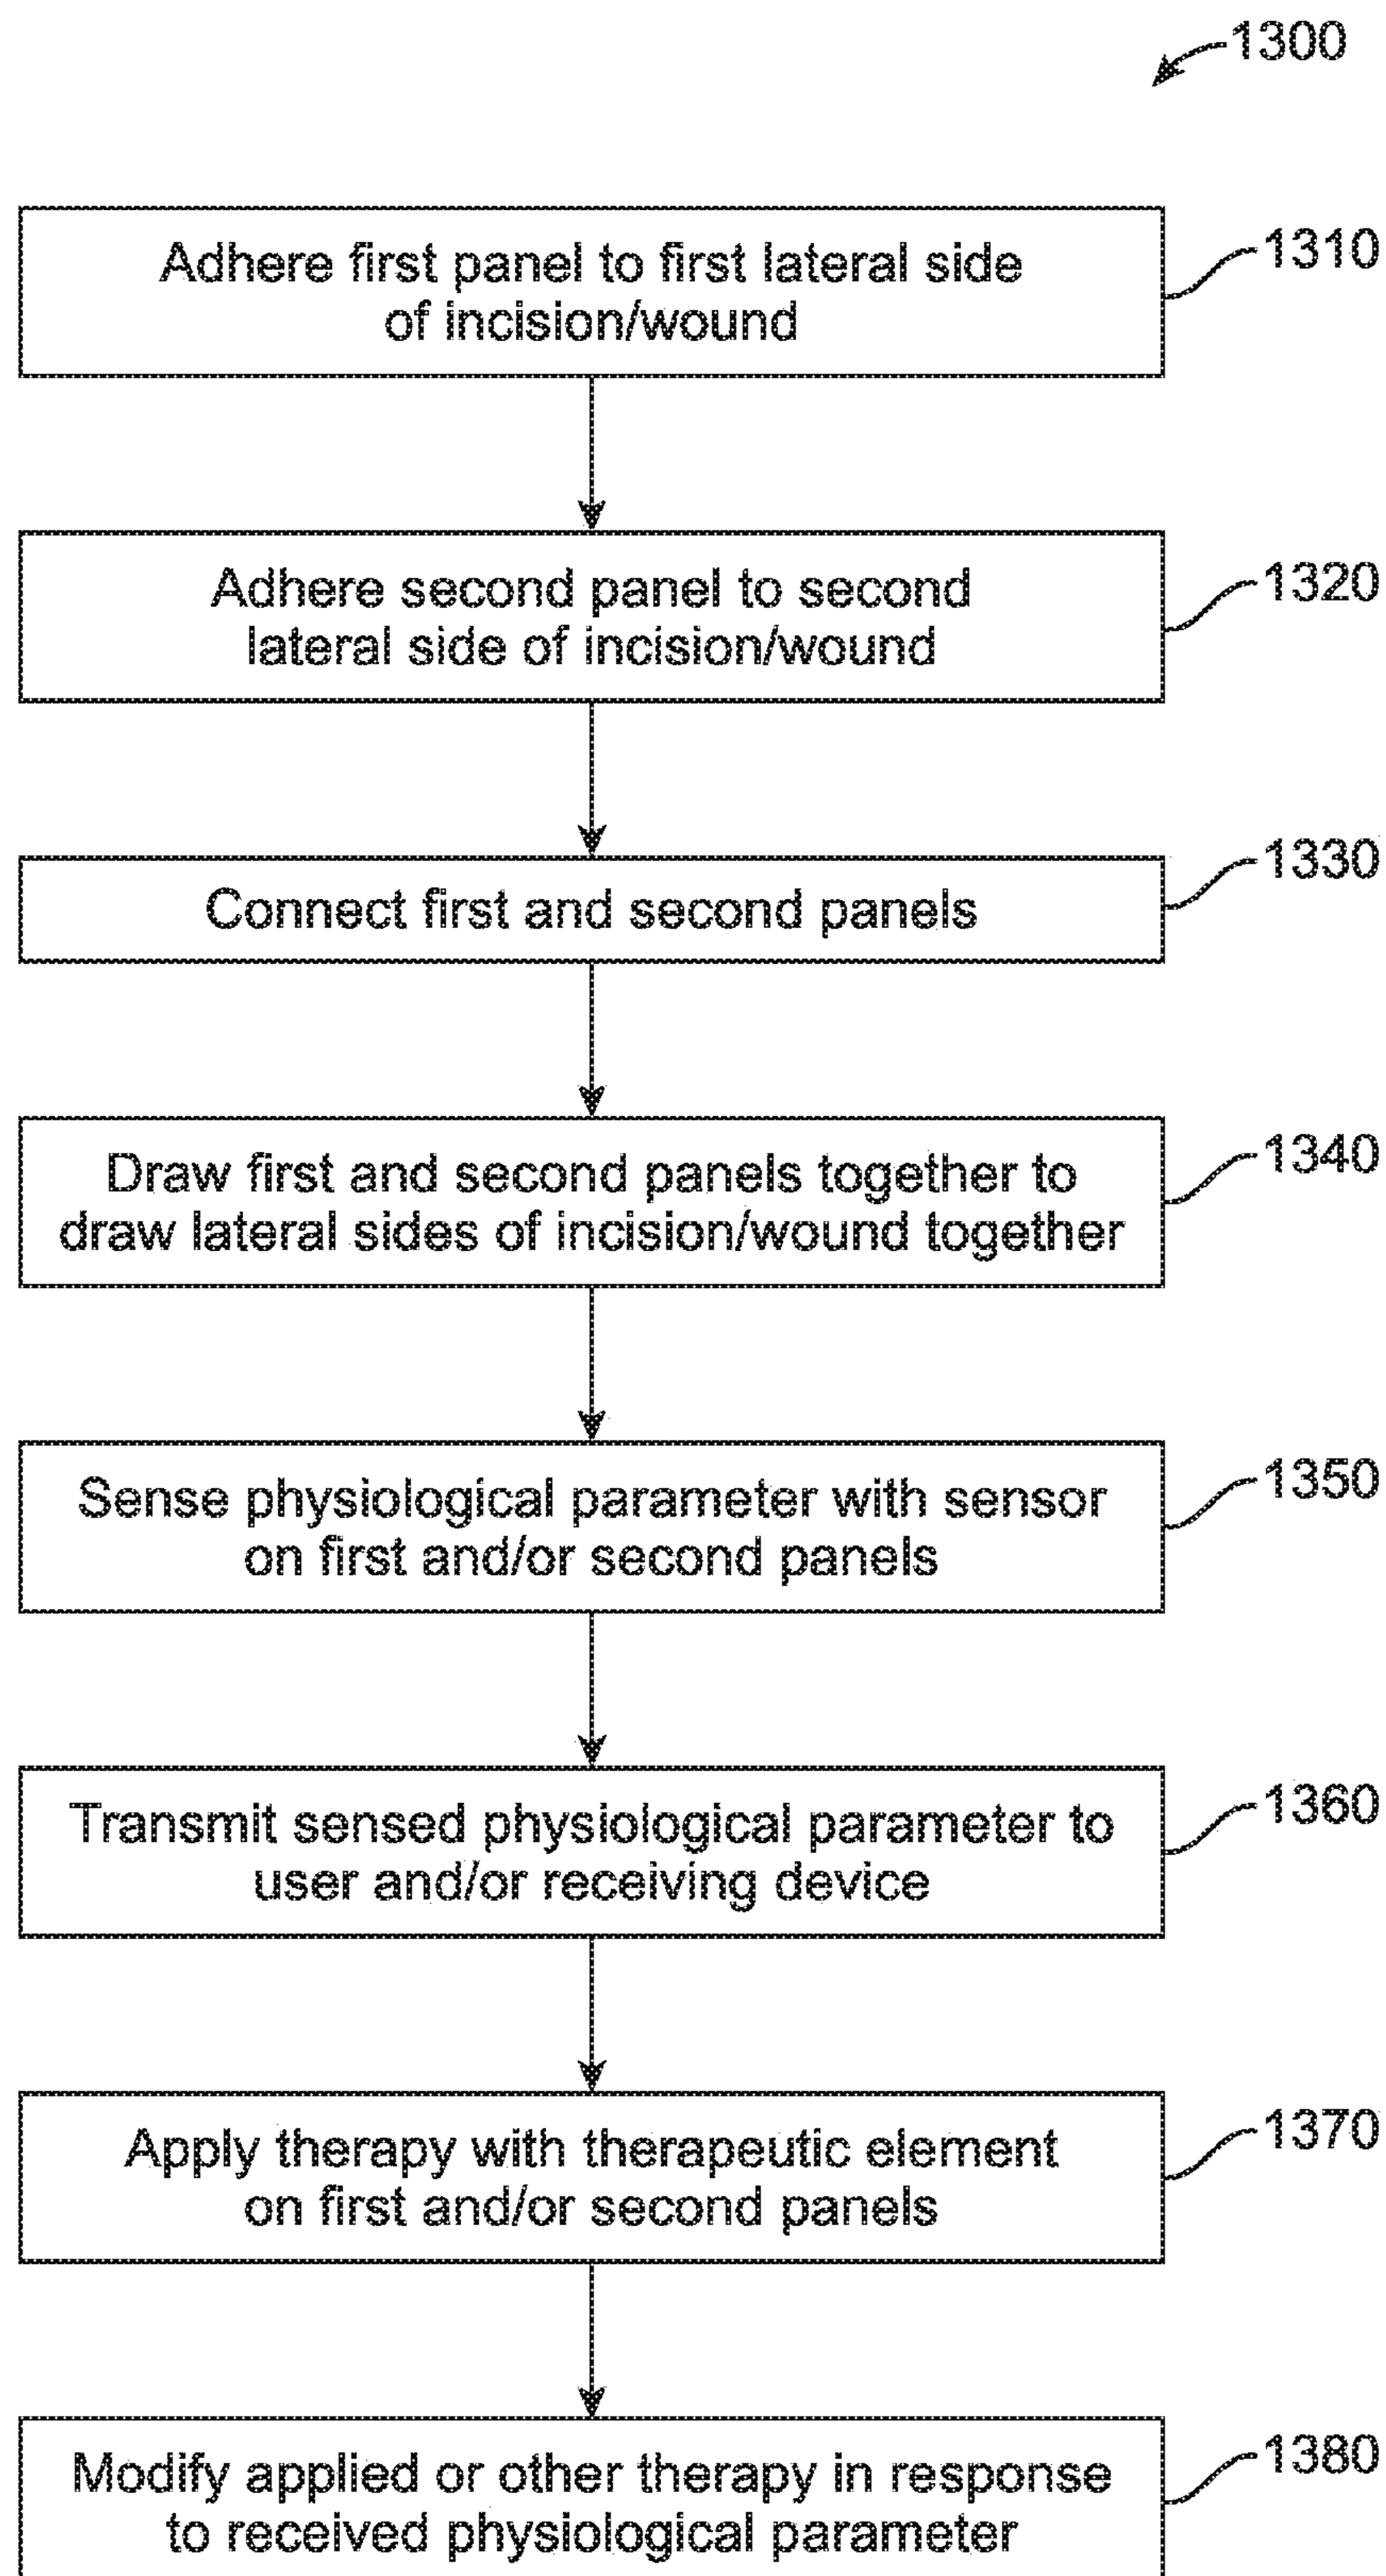 1300
Adhere first panel to first lateral side
of incision/wound
1310
Adhere second panel to second
lateral side of incision/wound
1320
Connect first and second panels
1330
Draw first and second panels together to
draw lateral sides of incision/wound together
1340
Sense physiological parameter with sensor
on first and/or second panels
1350
Transmit sensed physiological parameter to
user and/or receiving device
1360
Apply therapy with therapeutic element
on first and/or second panels
1370
Modify applied or other therapy in response
to received physiological parameter
1380